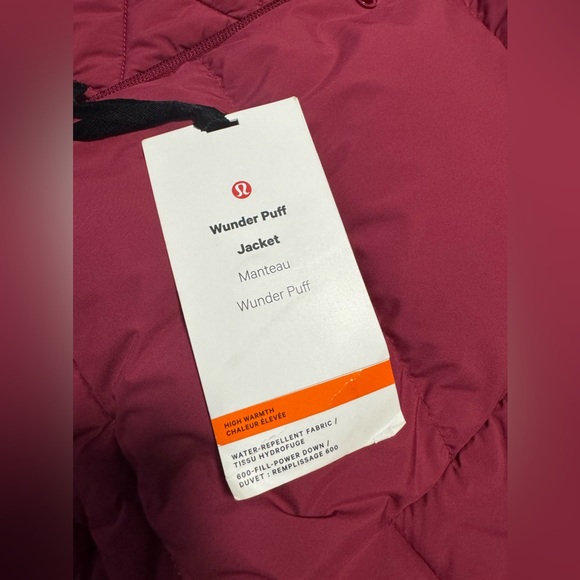 Wunder Puff
Jacket
Manteau
Wunder Puff
HIGH WARMTH
CHALEUR ÉLEVÉE
WATER-REPELLENT FABRIC /
TISSU HYDROFUGE
600-FILL-POWER DOWN /
DUVET : REMPLISSAGE 600